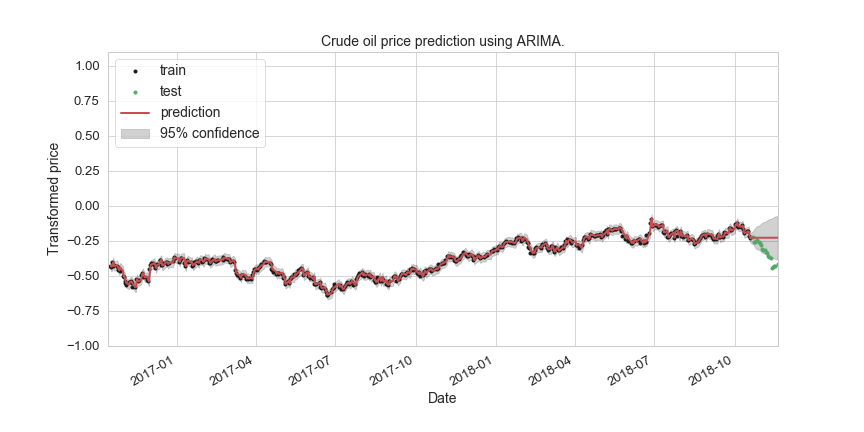 Crude oil price prediction using ARIMA.
1.00
0.75
0.50
0.25
0.00
−0.25
−0.50
−0.75
−1.00
Transformed price
train
test
prediction
95% confidence
2017-01
2017-04
2017-07
2017-10
2018-01
2018-04
2018-07
2018-10
Date